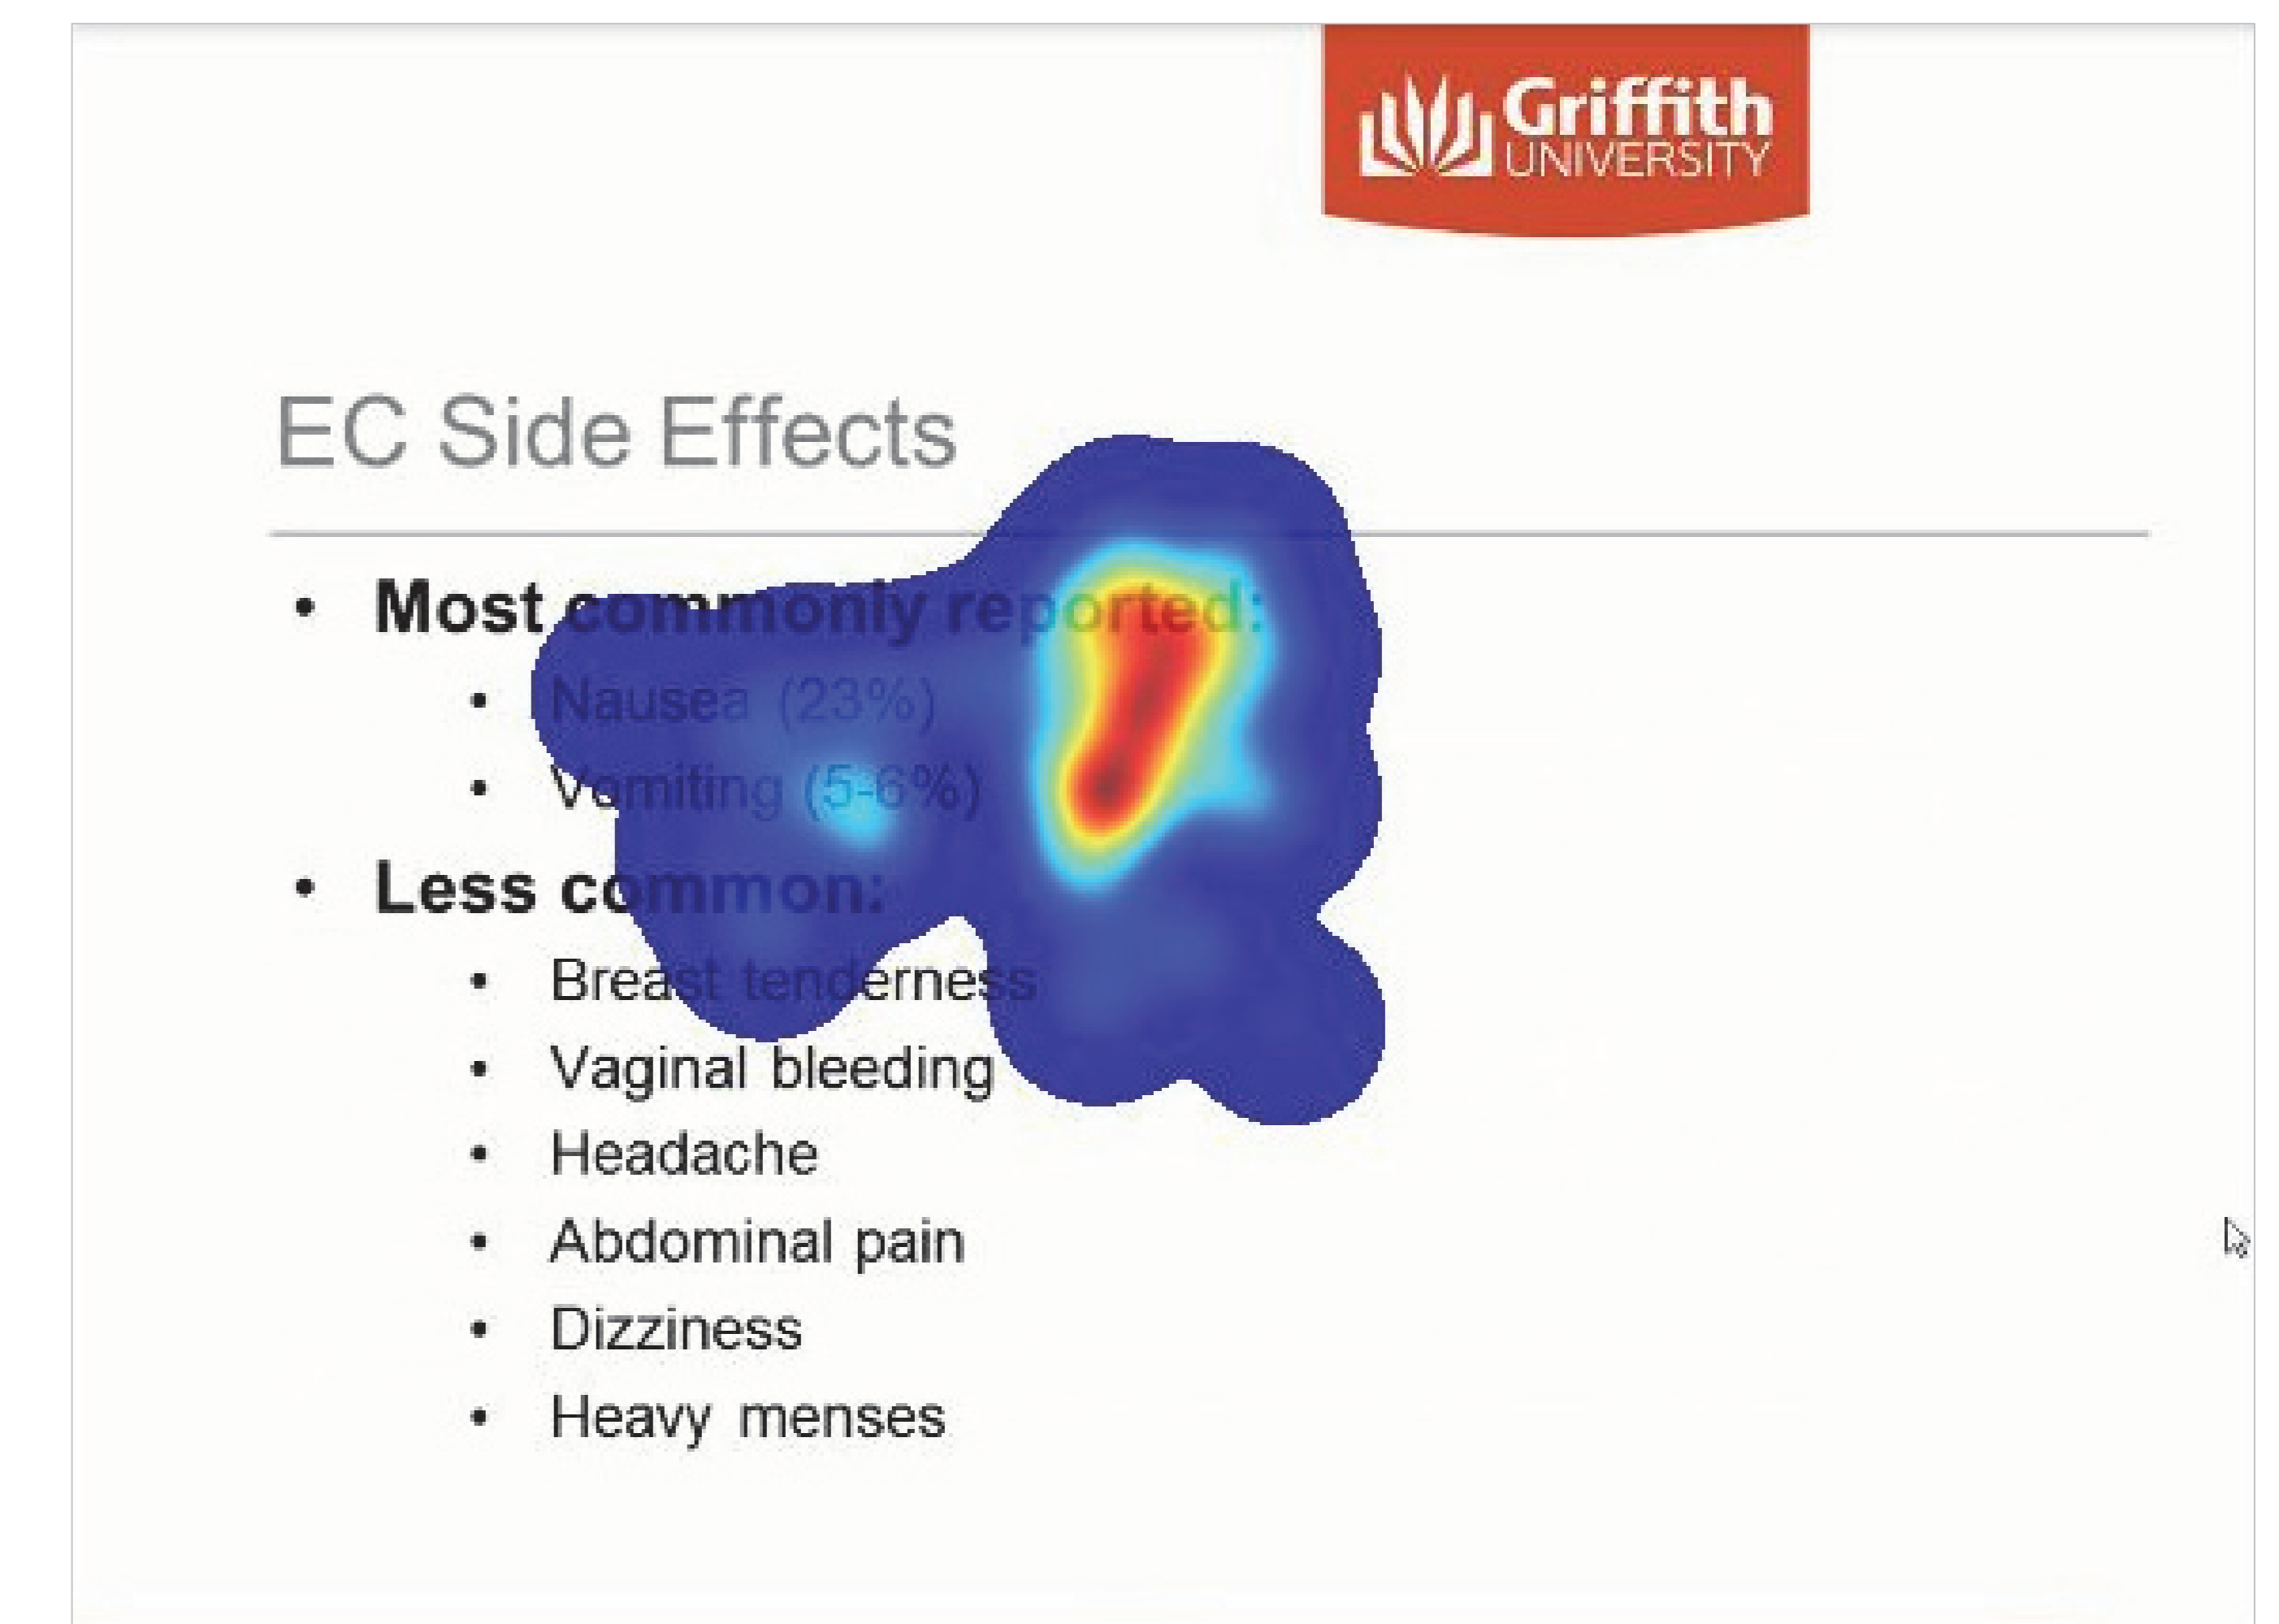 Griffith
UNIVERSITY
EC Side Effects
• Most commonly reported:
• Nausea (23%)
• Vomiting (5-6%)
• Less common:
• Breast tenderness
• Vaginal bleeding
• Headache
• Abdominal pain
• Dizziness
• Heavy menses